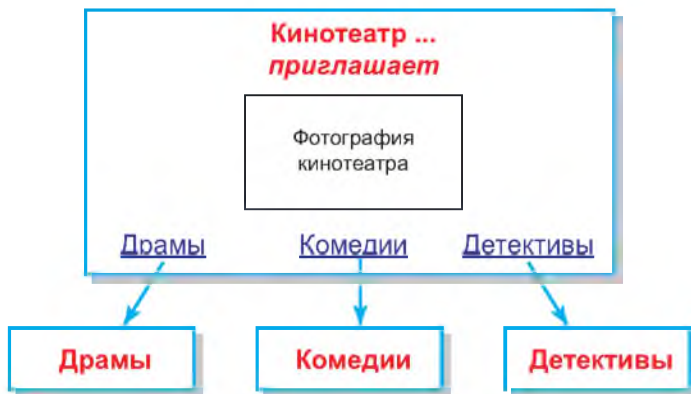 Кинотеатр ...
приглашает
Фотография
кинотеатра
Драмы Комедии Детективы
Драмы Комедии Детективы